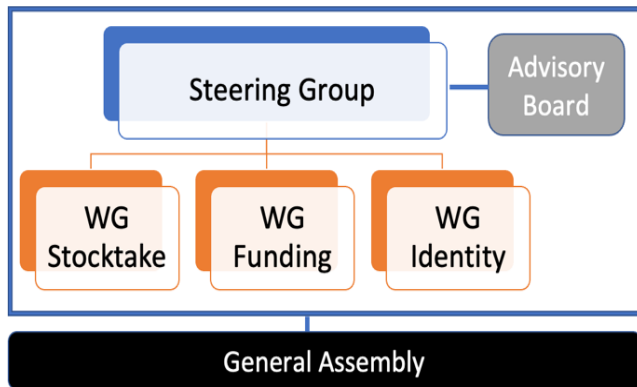 Steering Group
Advisory
Board
WG
Stocktake
WG
Funding
WG
Identity
General Assembly